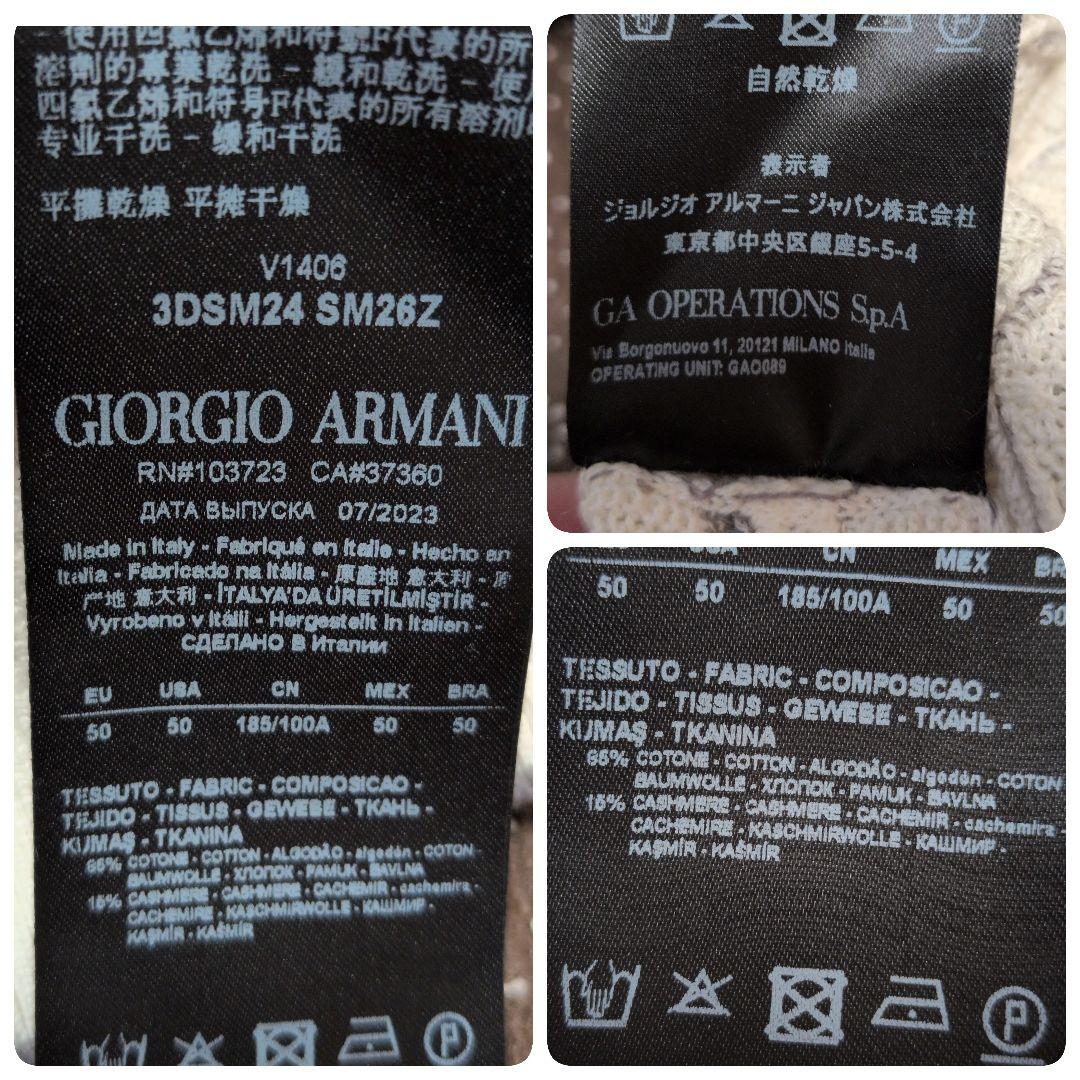 使用四氯乙烯和符號F代表的所
溶劑的專業乾洗 - 緩和乾洗 - 使用
四氯乙烯和符号F代表的所有溶剂的
专业干洗 - 缓和干洗
平攤乾燥 平摊干燥
V1406
3DSM24 SM26Z
GIORGIO ARMANI
RN#103723 CA#37360
ДАТА ВЫПУСКА 07/2023
Made in Italy - Fabriqué en Italie - Hecho en
Italia - Fabricado na Itália - 原產地 意大利 - 原
产地 意大利 - İTALYA'DA ÜRETİLMİŞTİR -
Vyrobeno v Itálii - Hergestellt in Italien -
СДЕЛАНО В Италии
EU USA CN MEX BRA
50 50 185/100A 50 50
TESSUTO - FABRIC - COMPOSICAO -
TEJIDO - TISSUS - GEWEBE - ТКАНЬ -
KUMAŞ - TKANINA
85% COTONE - COTTON - ALGODÃO - algodón - COTON -
BAUMWOLLE - ХЛОПОК - PAMUK - BAVLNA
15% CASHMERE - CASHMERE - CACHEMIR - cachemira -
CACHEMIRE - KASCHMIRWOLLE - КАШМИР -
KAŞMİR - KAŠMÍR
P
自然乾燥
表示者
ジョルジオ アルマーニ ジャパン株式会社
東京都中央区銀座5-5-4
GA OPERATIONS S.p.A
Via Borgonuovo 11, 20121 MILANO Italia
OPERATING UNIT: GAO089
USA CN MEX BR
50 50 185/100A 50 50
TESSUTO - FABRIC - COMPOSICAO -
TEJIDO - TISSUS - GEWEBE - ТКАНЬ -
KUMAŞ - TKANINA
85% COTONE - COTTON - ALGODÃO - algodón - COTON
BAUMWOLLE - ХЛОПОК - PAMUK - BAVLNA
15% CASHMERE - CASHMERE - CACHEMIR - cachemira -
CACHEMIRE - KASCHMIRWOLLE - КАШМИР -
KAŞMİR - KAŠMÍR
P